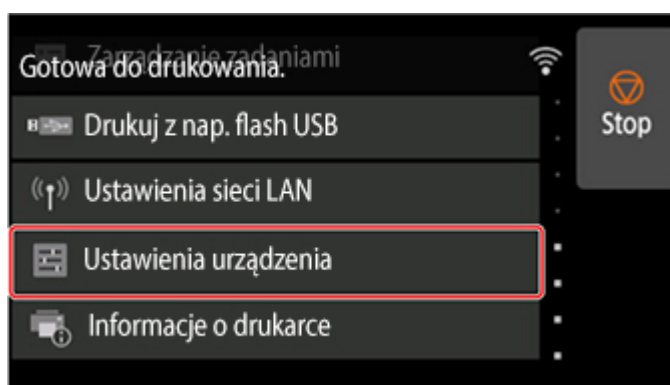 Zarządzanie zadaniami
Gotowa do drukowania.
Drukuj z nap. flash USB
Stop
Ustawienia sieci LAN
Ustawienia urządzenia
Informacje o drukarce